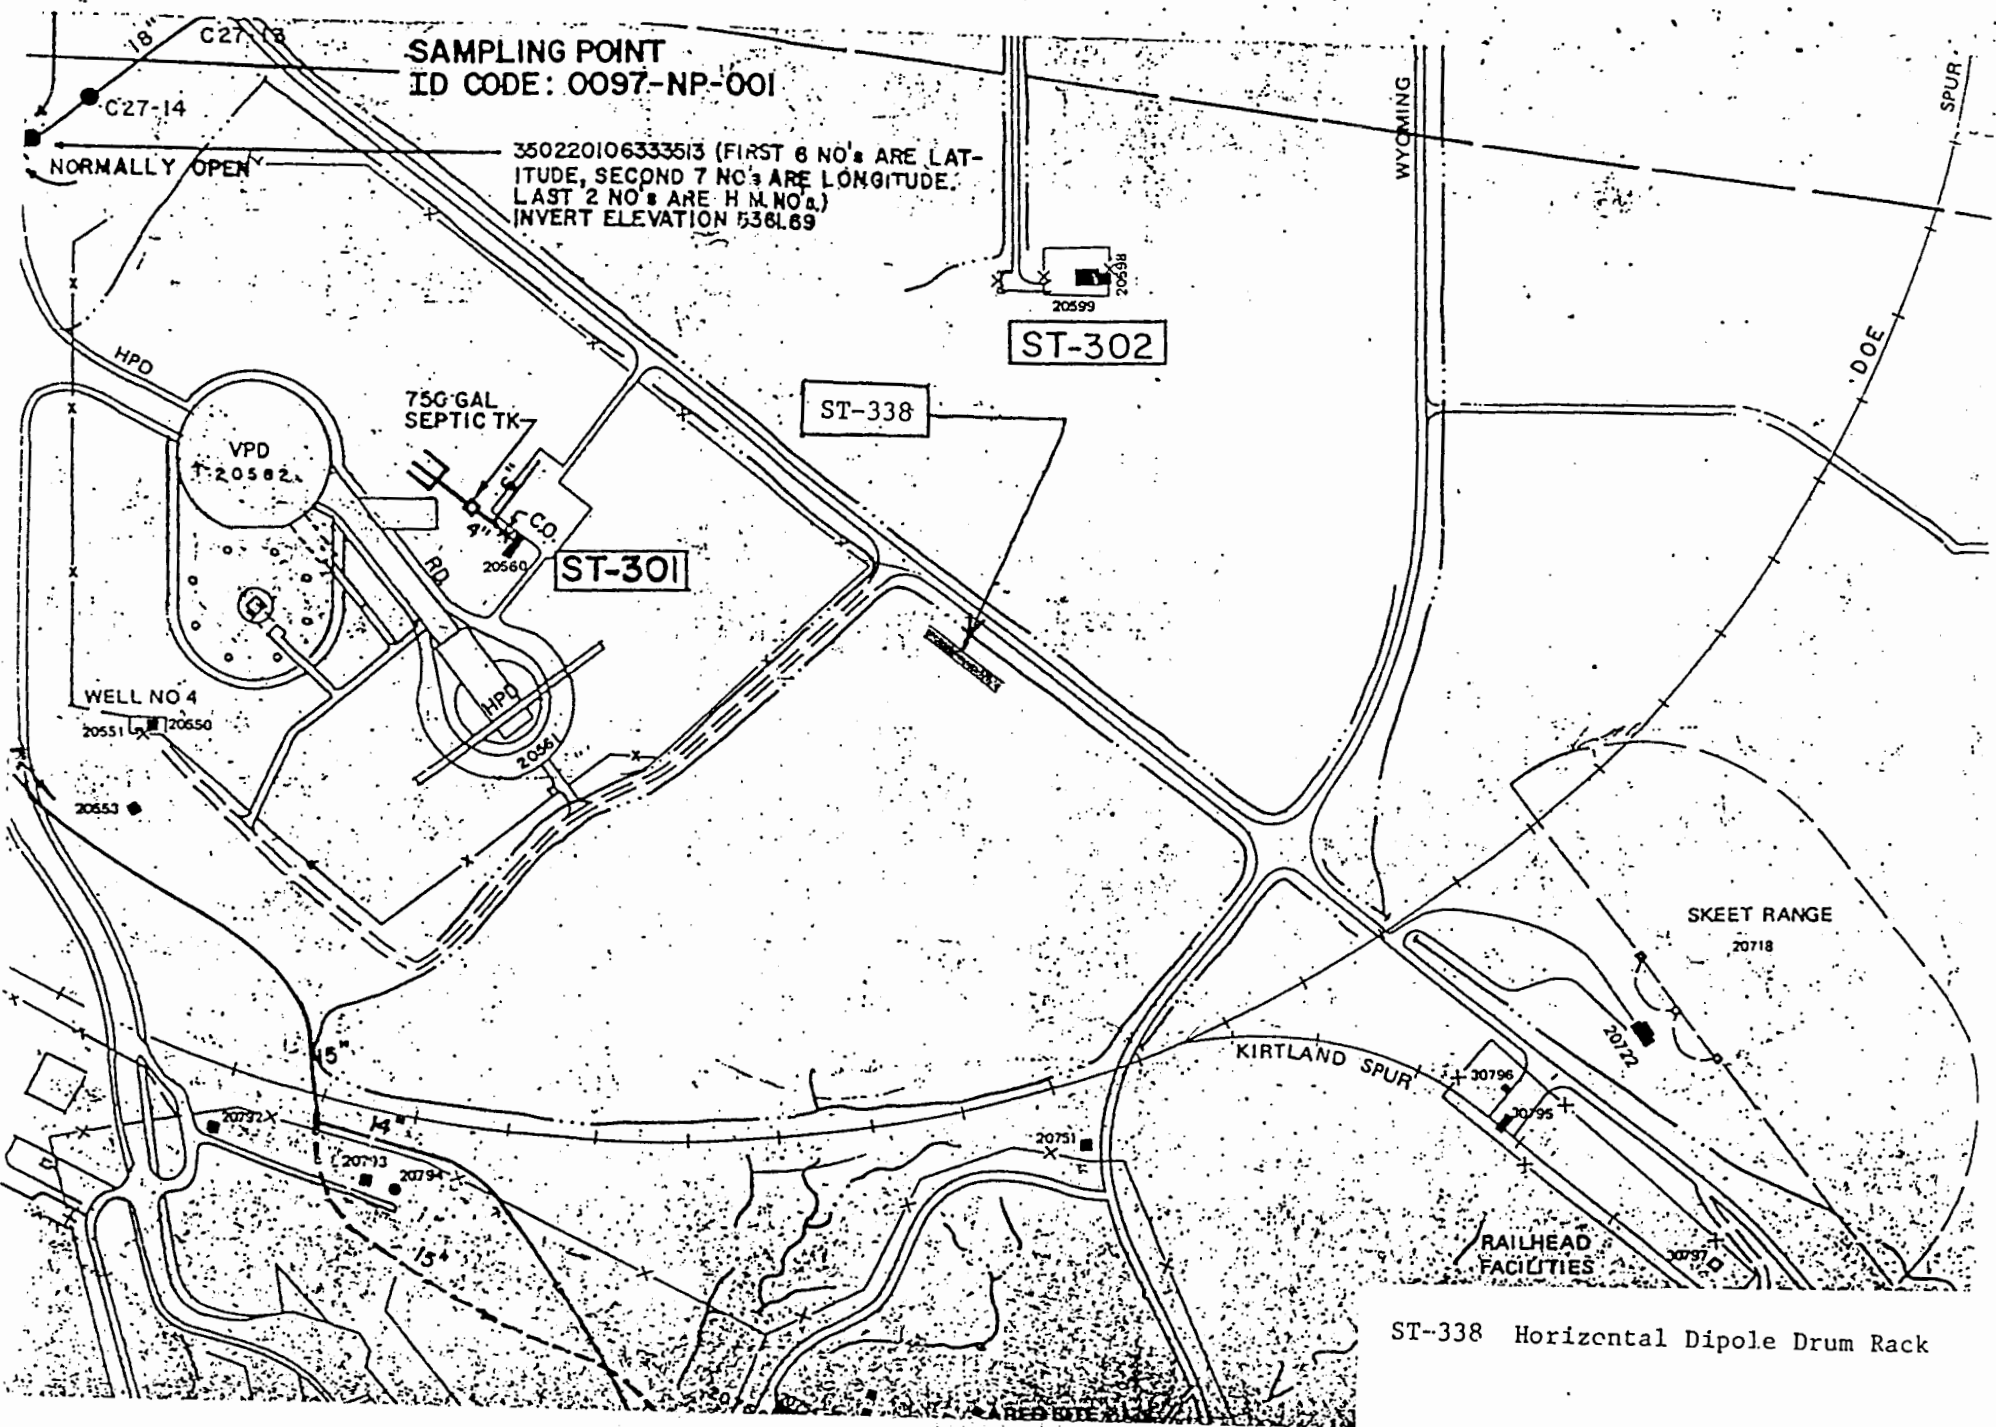 18"
C27-13
SAMPLING POINT
ID CODE: 0097-NP-001
C27-14
NORMALLY OPEN
350220106333513 (FIRST 6 NO's ARE LAT-
ITUDE, SECOND 7 NO's ARE LONGITUDE.
LAST 2 NO's ARE H M. NO's.)
INVERT ELEVATION 5361.69
WYOMING
SPUR
DOE
20598
20599
ST-302
HPD
750 GAL
SEPTIC TK
ST-338
VPD
T-20562
6"
C.O.
4"
20560
ST-301
RD.
HPD
20561
WELL NO 4
20551
20550
20553
SKEET RANGE
20718
20722
15"
KIRTLAND SPUR
30796
30795
14"
20792
20793
20794
20751
15"
RAILHEAD
FACILITIES
30797
ST-338 Horizontal Dipole Drum Rack